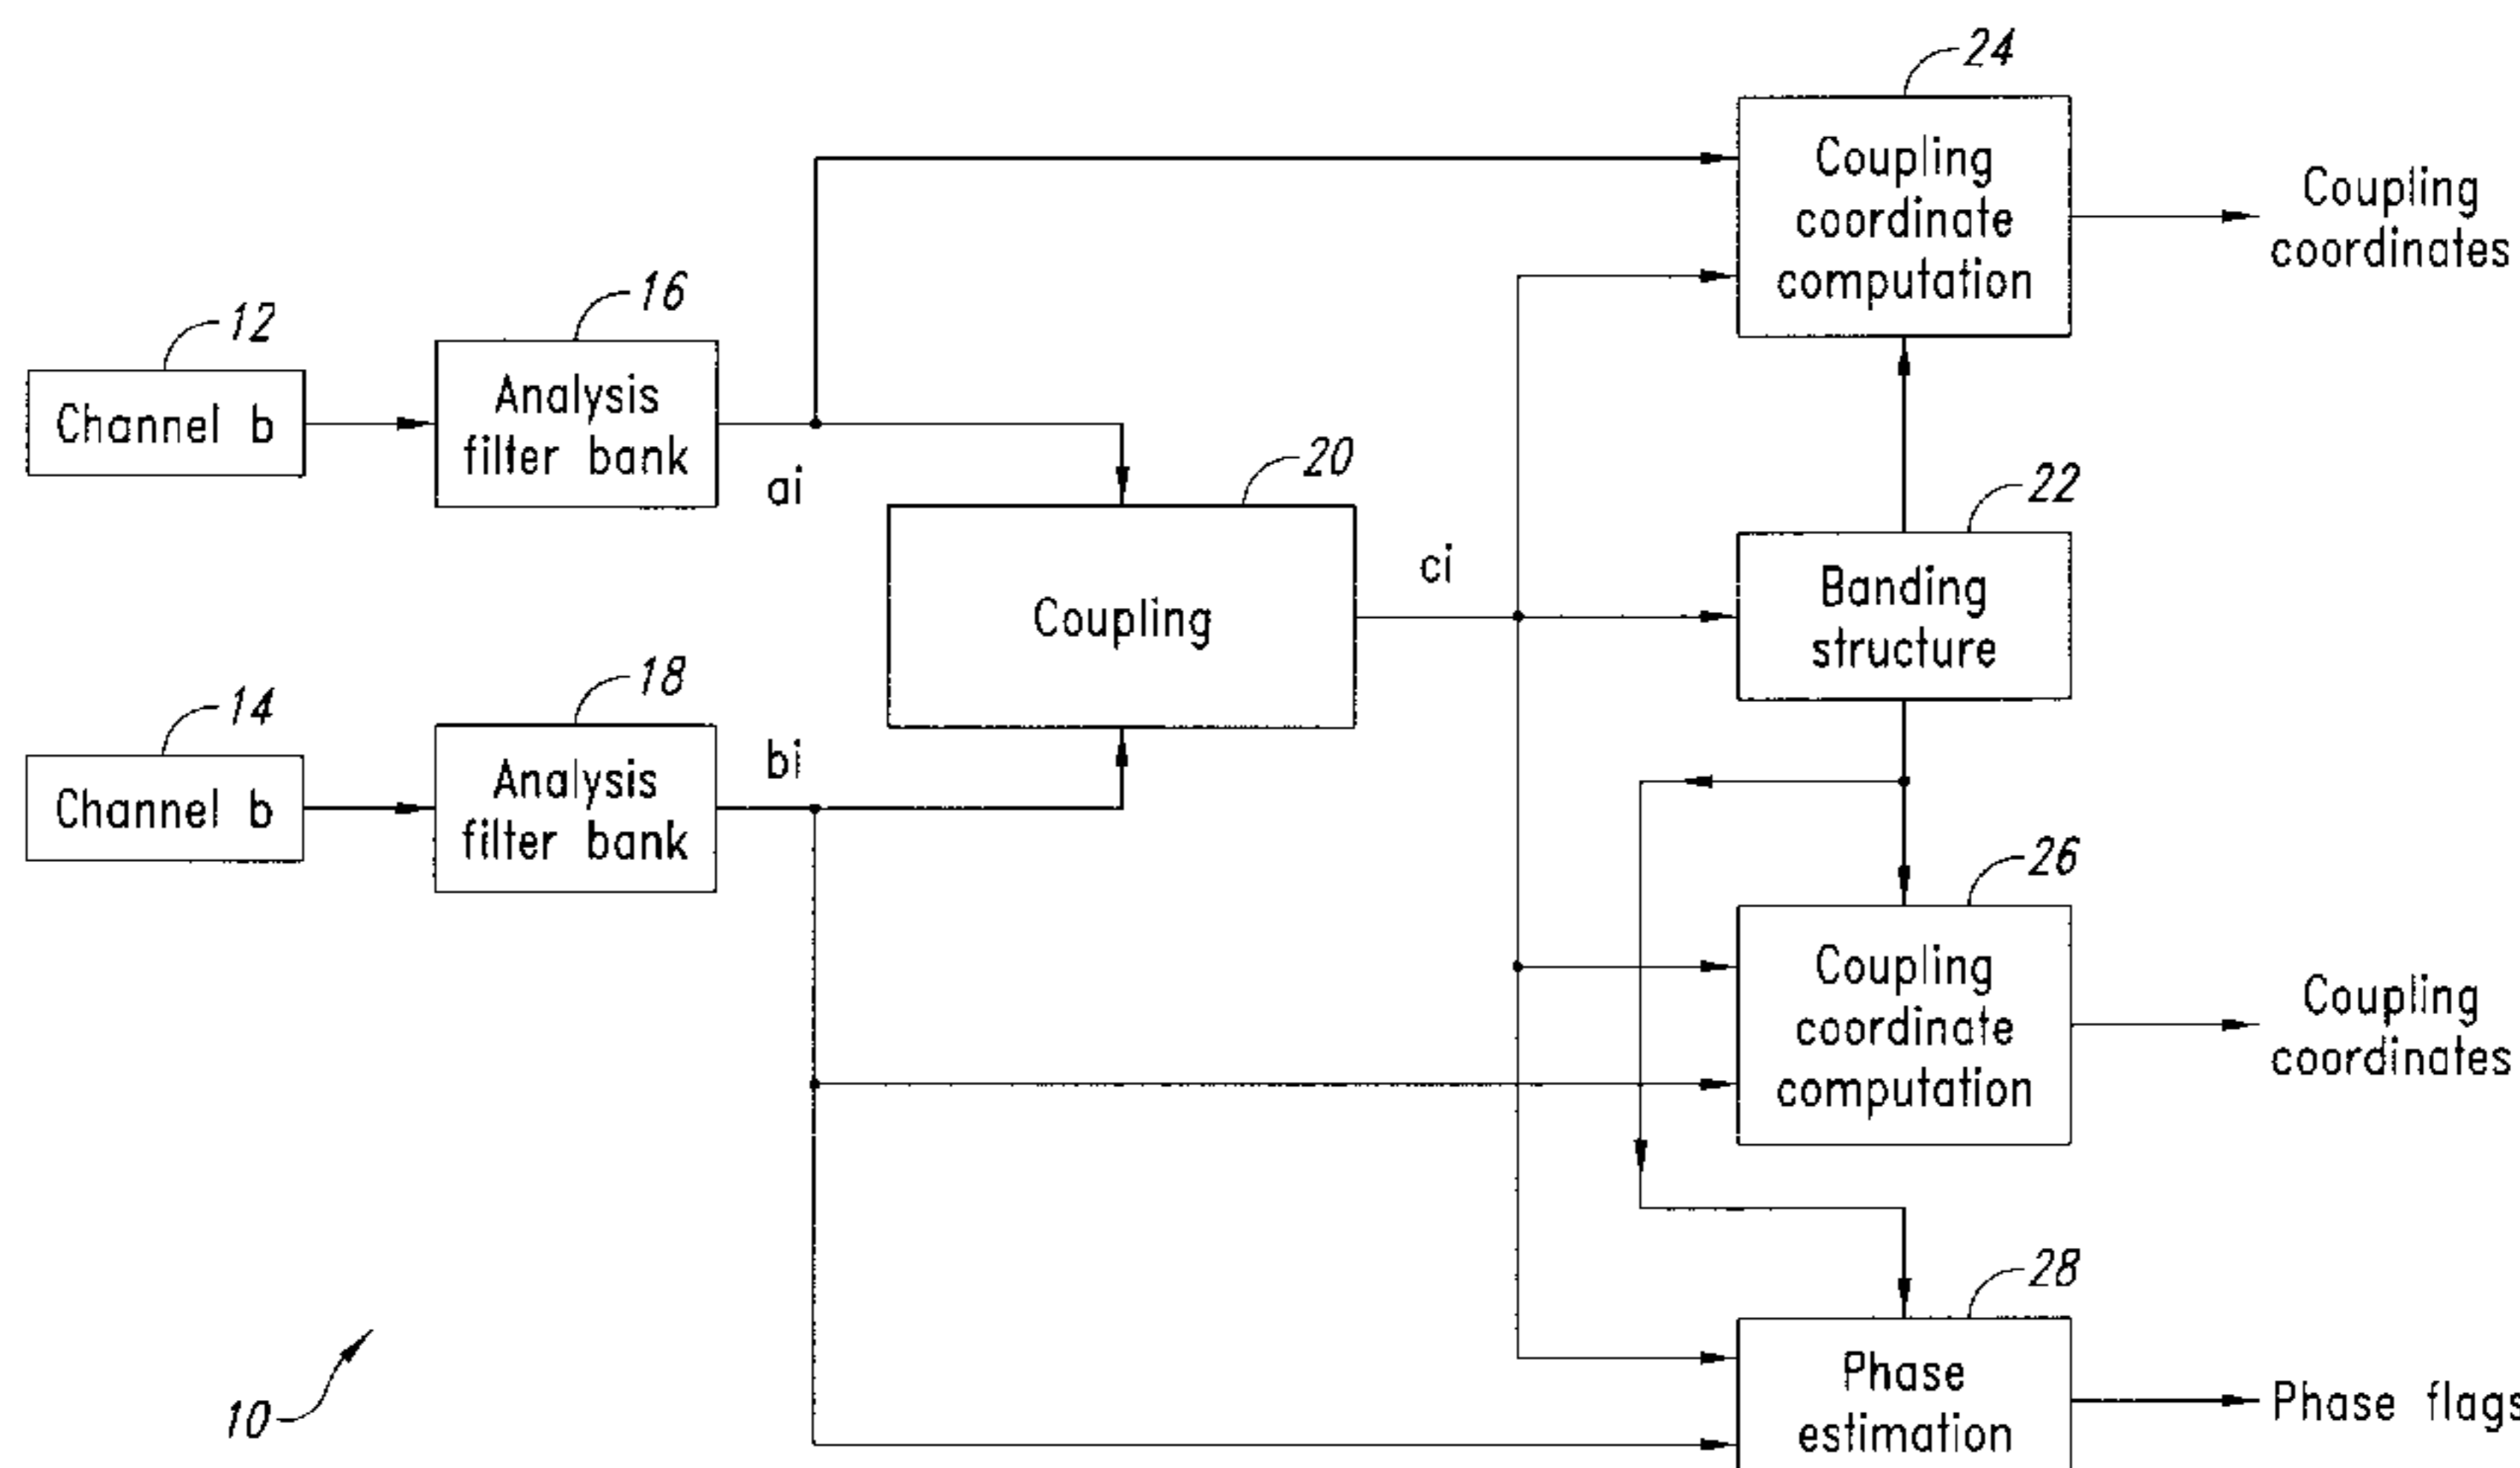 24
Coupling
coordinate
computation
Coupling
coordinates
12
Channel b
16
Analysis
filter bank
ai
20
Coupling
ci
22
Banding
structure
14
Channel b
18
Analysis
filter bank
bi
26
Coupling
coordinate
computation
Coupling
coordinates
28
Phase
estimation
Phase flags
10